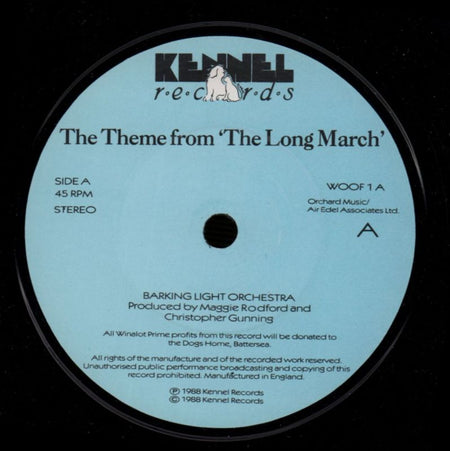 KENNEL
records
The Theme from ‘The Long March’
SIDE A
45 RPM
STEREO
WOOF 1 A
Orchard Music/
Air Edel Associates Ltd.
A
BARKING LIGHT ORCHESTRA
Produced by Maggie Rodford and
Christopher Gunning
All Winalot Prime profits from this record will be donated to
the Dogs Home, Battersea.
All rights of the manufacture and of the recorded work reserved.
Unauthorised public performance broadcasting and copying of this
record prohibited. Manufactured in England.
℗ 1988 Kennel Records
© 1988 Kennel Records